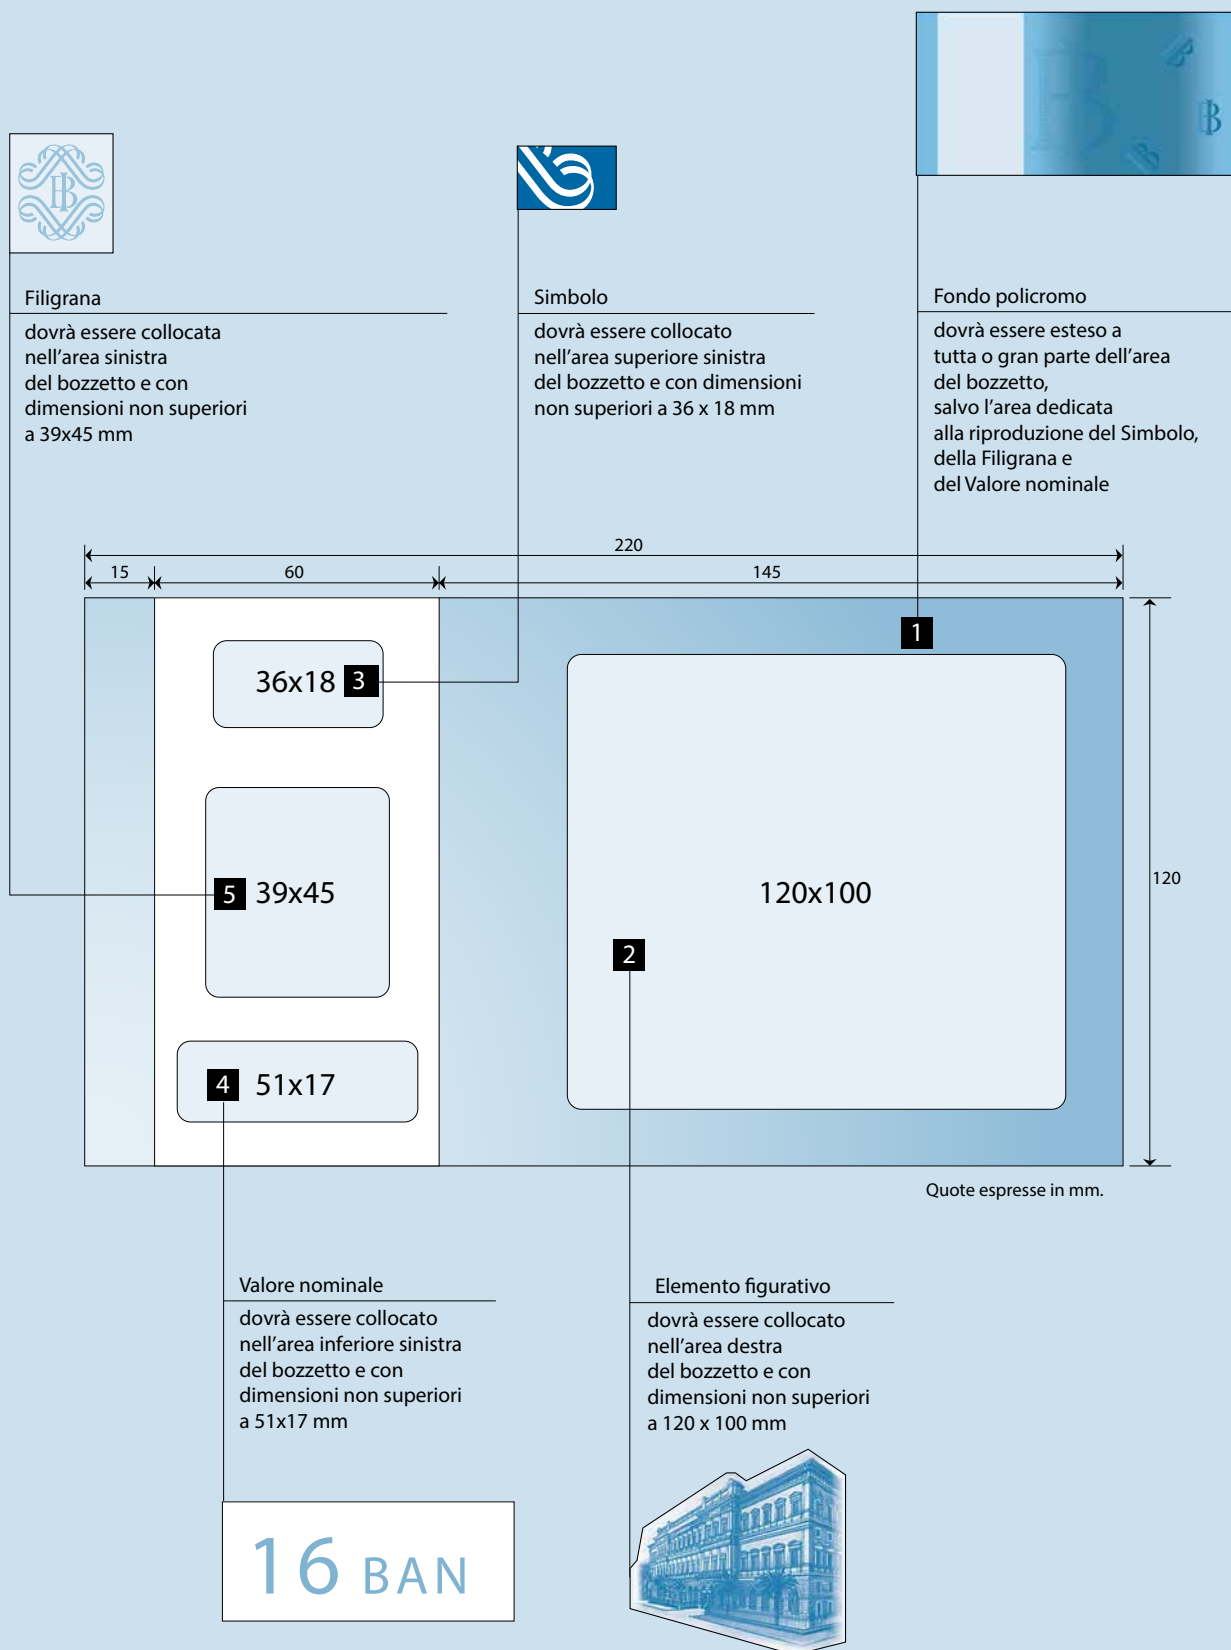 Filigrana
dovrà essere collocata
nell'area sinistra
del bozzetto e con
dimensioni non superiori
a 39x45 mm
Simbolo
dovrà essere collocato
nell'area superiore sinistra
del bozzetto e con dimensioni
non superiori a 36 x 18 mm
Fondo policromo
dovrà essere esteso a
tutta o gran parte dell'area
del bozzetto,
salvo l'area dedicata
alla riproduzione del Simbolo,
della Filigrana e
del Valore nominale
220
15
60
145
1
36x18 3
5 39x45
120x100
120
2
4 51x17
Quote espresse in mm.
Valore nominale
dovrà essere collocato
nell'area inferiore sinistra
del bozzetto e con
dimensioni non superiori
a 51x17 mm
Elemento figurativo
dovrà essere collocato
nell'area destra
del bozzetto e con
dimensioni non superiori
a 120 x 100 mm
16 BAN